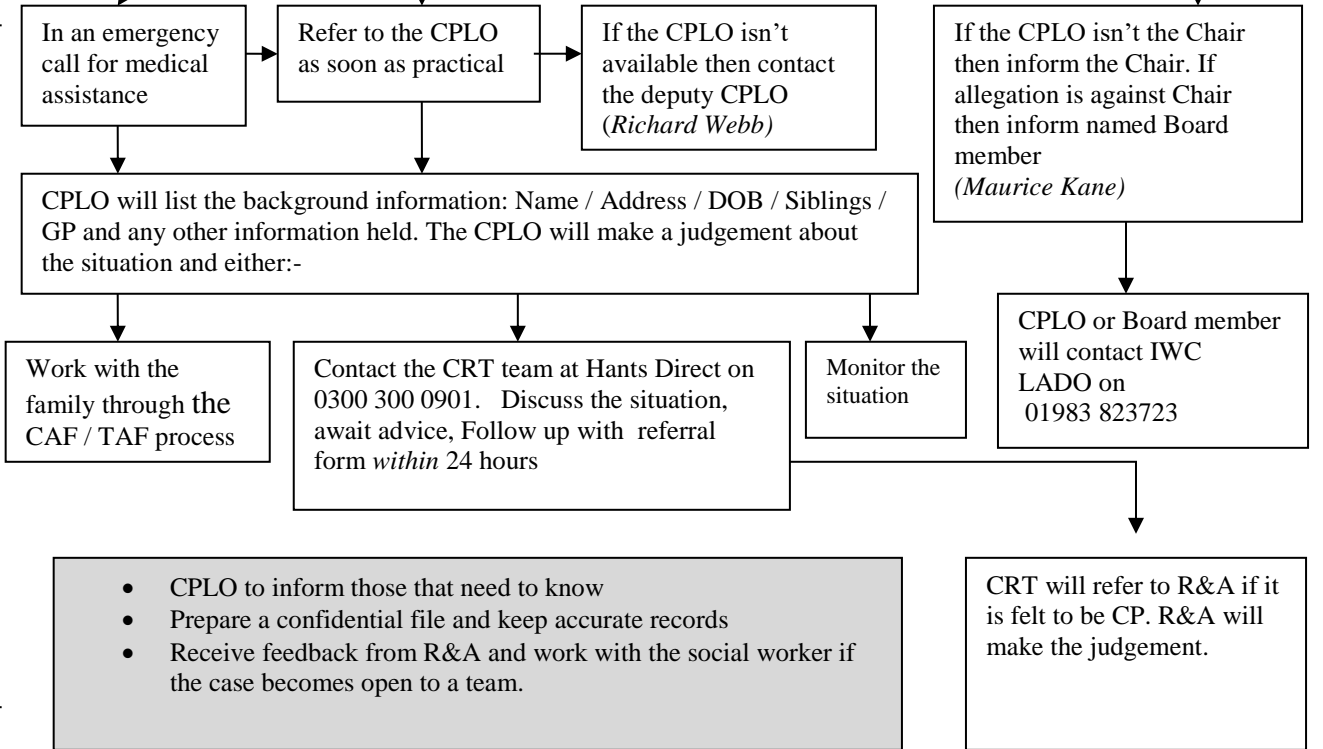 In an emergency
call for medical
assistance
Refer to the CPLO
as soon as practical
If the CPLO isn't
available then contact
the deputy CPLO
(Richard Webb)
If the CPLO isn't the Chair
then inform the Chair. If
allegation is against Chair
then inform named Board
member
(Maurice Kane)
CPLO will list the background information: Name / Address / DOB / Siblings /
GP and any other information held. The CPLO will make a judgement about
the situation and either:-
Work with the
family through the
CAF / TAF process
Contact the CRT team at Hants Direct on
0300 300 0901. Discuss the situation,
await advice, Follow up with referral
form within 24 hours
Monitor the
situation
CPLO or Board member
will contact IWC
LADO on
01983 823723
• CPLO to inform those that need to know
• Prepare a confidential file and keep accurate records
• Receive feedback from R&A and work with the social worker if
the case becomes open to a team.
CRT will refer to R&A if it
is felt to be CP. R&A will
make the judgement.